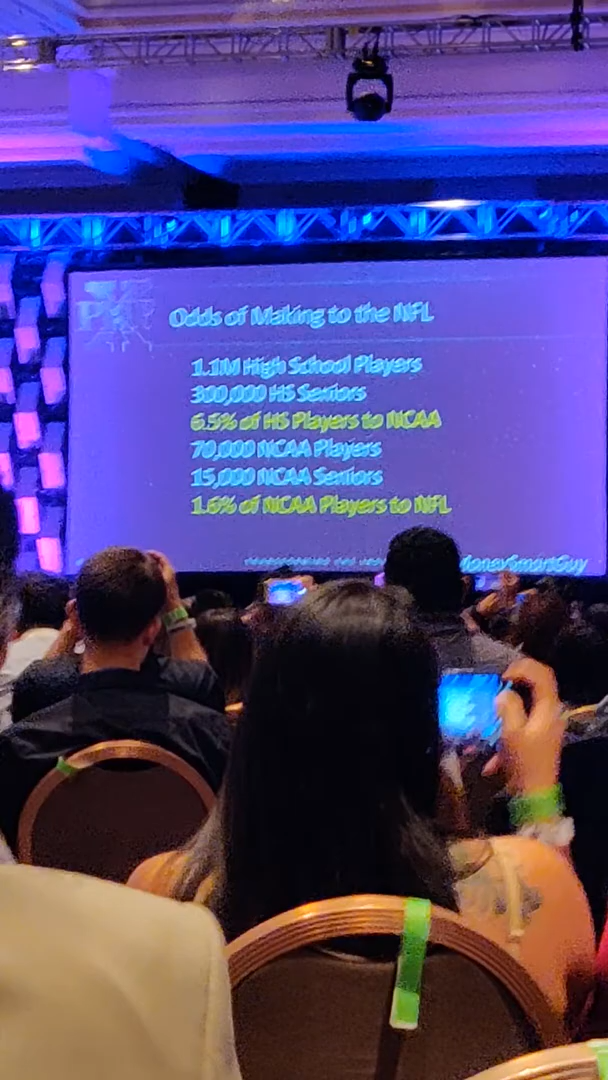 Odds of Making to the NFL
1.1M High School Players
300,000 HS Seniors
6.5% of HS Players to NCAA
70,000 NCAA Players
15,000 NCAA Seniors
1.6% of NCAA Players to NFL
MoneySmartGuy